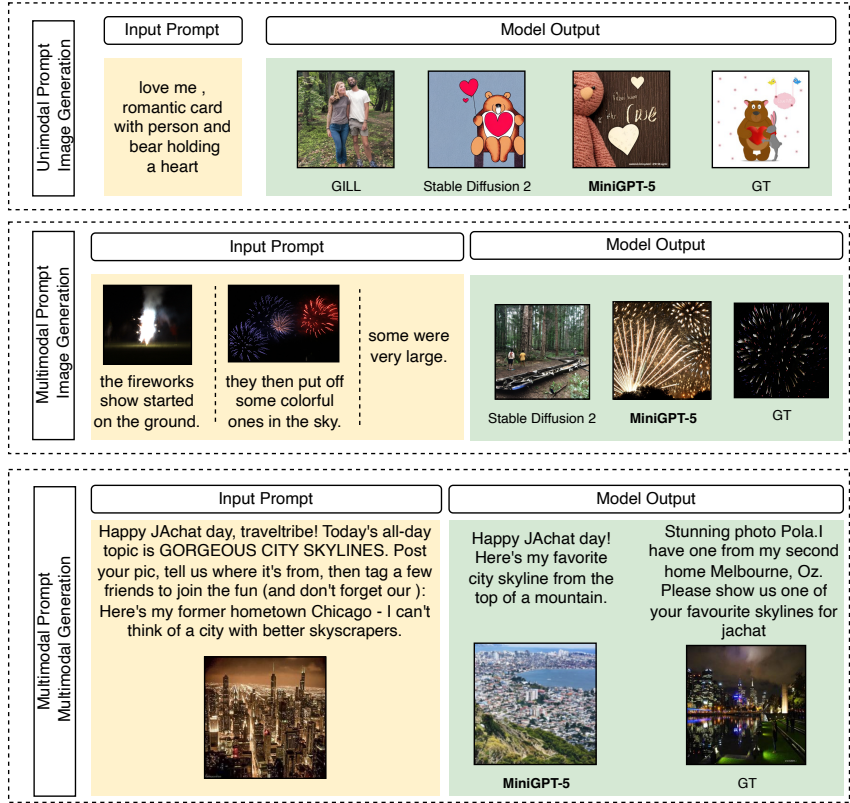 Unimodal Prompt
Image Generation
Input Prompt
Model Output
love me ,
romantic card
with person and
bear holding
a heart
GILL
Stable Diffusion 2
MiniGPT-5
GT
Multimodal Prompt
Image Generation
Input Prompt
Model Output
the fireworks
show started
on the ground.
they then put off
some colorful
ones in the sky.
some were
very large.
Stable Diffusion 2
MiniGPT-5
GT
Multimodal Prompt
Multimodal Generation
Input Prompt
Model Output
Happy JAchat day, traveltribe! Today's all-day
topic is GORGEOUS CITY SKYLINES. Post
your pic, tell us where it's from, then tag a few
friends to join the fun (and don't forget our ):
Here's my former hometown Chicago - I can't
think of a city with better skyscrapers.
Happy JAchat day!
Here's my favorite
city skyline from the
top of a mountain.
Stunning photo Pola.I
have one from my second
home Melbourne, Oz.
Please show us one of
your favourite skylines for
jachat
MiniGPT-5
GT